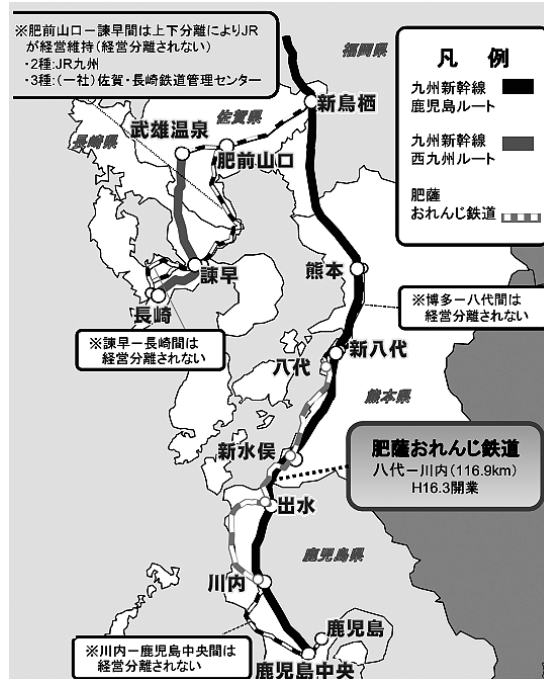 ※肥前山口ー諫早間は上下分離によりJR
が経営維持(経営分離されない)
・2種:JR九州
・3種:(一社)佐賀・長崎鉄道管理センター
福岡県
凡 例
九州新幹線
鹿児島ルート
九州新幹線
西九州ルート
肥薩
おれんじ鉄道
新鳥栖
佐賀県
武雄温泉
肥前山口
長崎県
諫早
熊本
長崎
※博多ー八代間は
経営分離されない
※諫早ー長崎間は
経営分離されない
新八代
八代
熊本県
新水俣
肥薩おれんじ鉄道
八代ー川内(116.9km)
H16.3開業
出水
鹿児島県
川内
鹿児島
※川内ー鹿児島中央間は
経営分離されない
鹿児島中央